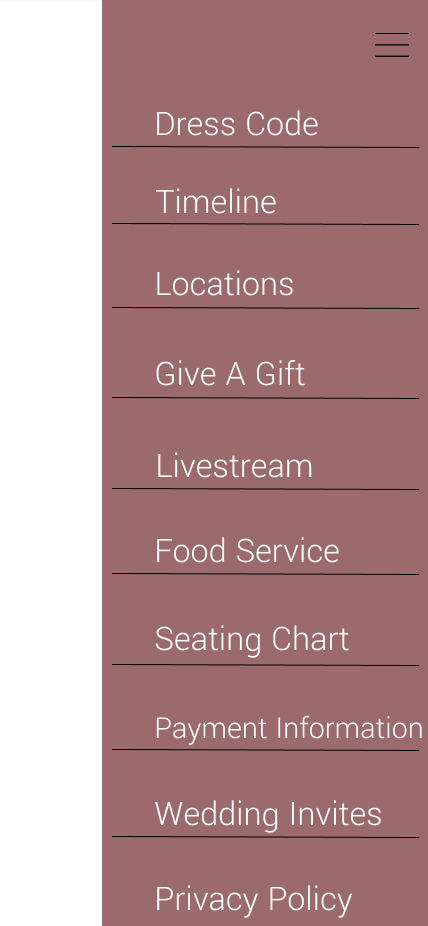 Dress Code
Timeline
Locations
Give A Gift
Livestream
Food Service
Seating Chart
Payment Information
Wedding Invites
Privacy Policy